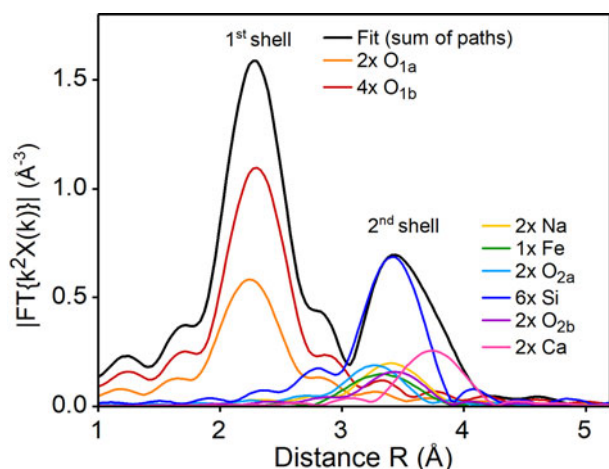 1st shell
Fit (sum of paths)
2x O1a
4x O1b
2nd shell
2x Na
1x Fe
2x O2a
6x Si
2x O2b
2x Ca
|FT{k2X(k)}| (Å-3)
1.5
1.0
0.5
0.0
1 2 3 4 5
Distance R (Å)